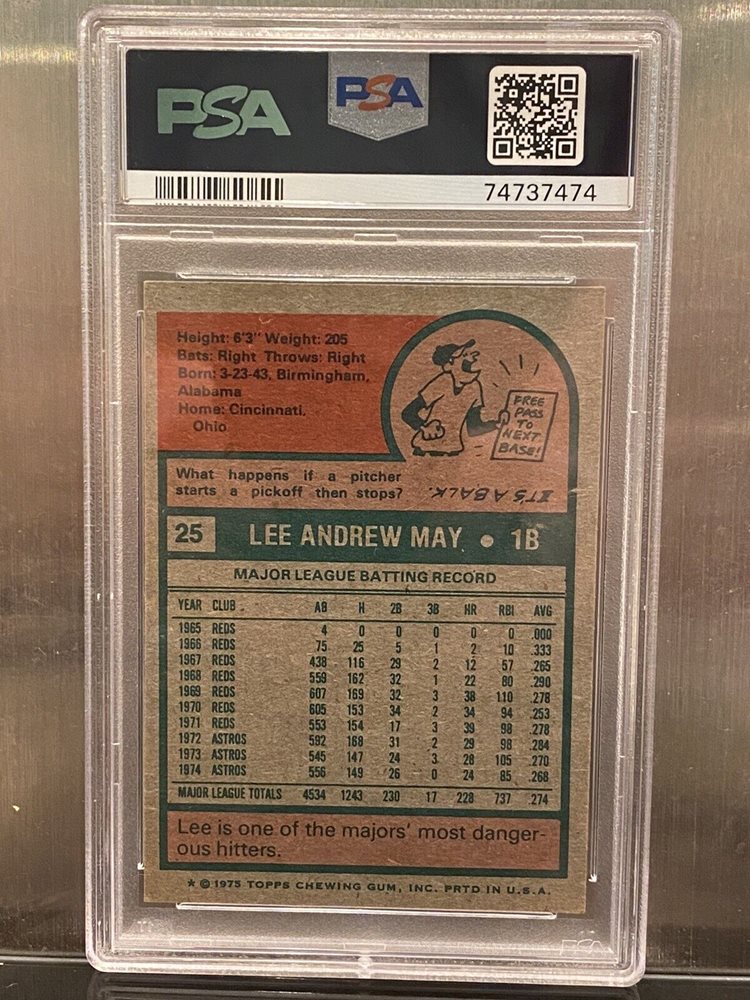 PSA
PSA
74737474
Height: 6'3" Weight: 205
Bats: Right Throws: Right
Born: 3-23-43, Birmingham,
Alabama
Home: Cincinnati,
Ohio
FREE
PASS
TO
NEXT
BASE!
What happens if a pitcher
starts a pickoff then stops?
IT'S A BALK.
25 LEE ANDREW MAY • 1B
MAJOR LEAGUE BATTING RECORD
YEAR CLUB AB H 2B 3B HR RBI AVG
1965 REDS 4 0 0 0 0 0 .000
1966 REDS 75 25 5 1 2 10 .333
1967 REDS 438 116 29 2 12 57 .265
1968 REDS 559 162 32 1 22 80 .290
1969 REDS 607 169 32 3 38 110 .278
1970 REDS 605 153 34 2 34 94 .253
1971 REDS 553 154 17 3 39 98 .278
1972 ASTROS 592 168 31 2 29 98 .284
1973 ASTROS 545 147 24 3 28 105 .270
1974 ASTROS 556 149 26 0 24 85 .268
MAJOR LEAGUE TOTALS 4534 1243 230 17 228 737 .274
Lee is one of the majors' most danger-
ous hitters.
* © 1975 TOPPS CHEWING GUM, INC. PRTD IN U.S.A.
PSA